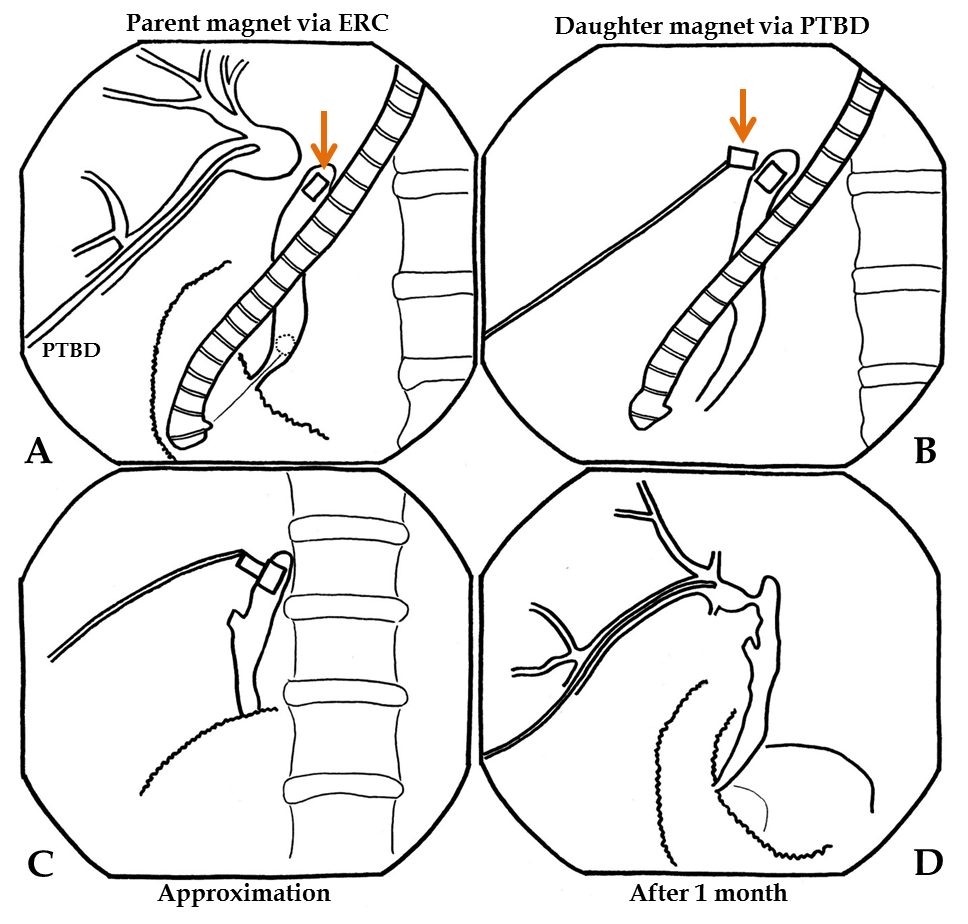 Parent magnet via ERC
Daughter magnet via PTBD
PTBD
A
B
C
D
Approximation
After 1 month